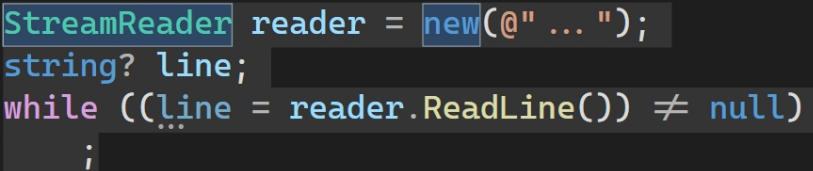 StreamReader reader = new(@" ... ");
string? line;
while ((line = reader.ReadLine()) != null)
;